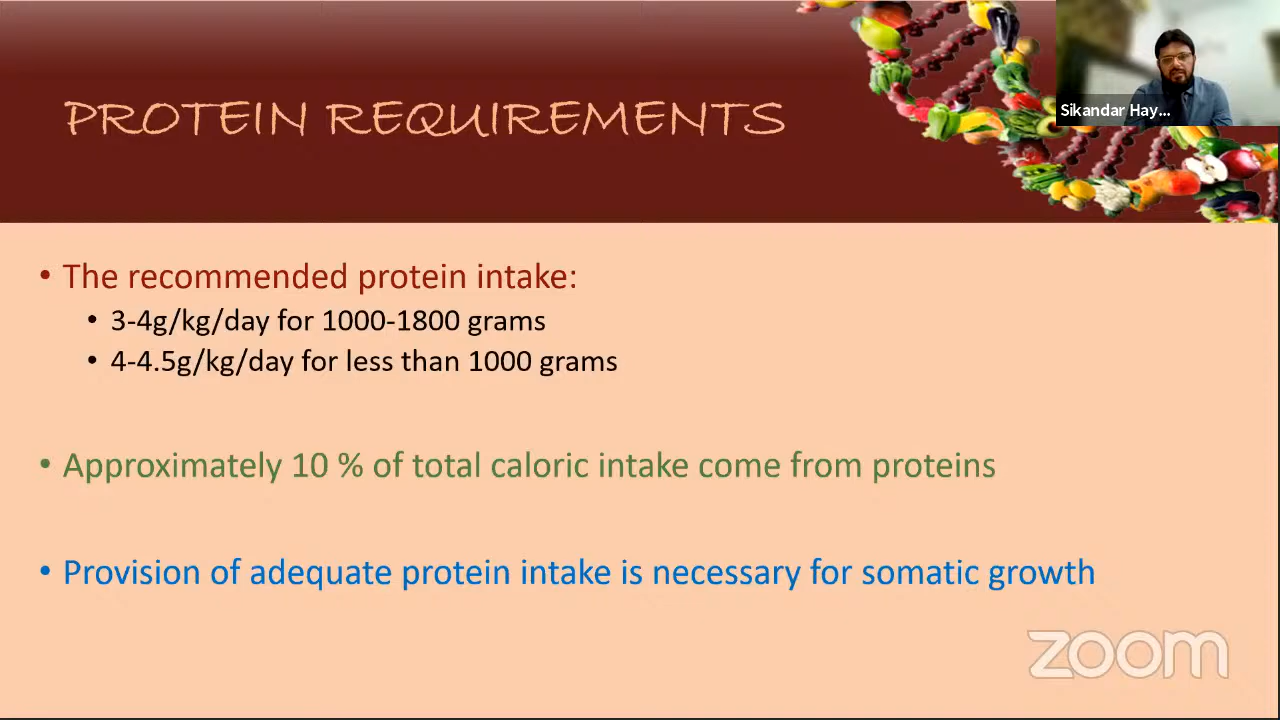 Sikandar Hay...
PROTEIN REQUIREMENTS
• The recommended protein intake:
• 3-4g/kg/day for 1000-1800 grams
• 4-4.5g/kg/day for less than 1000 grams
• Approximately 10 % of total caloric intake come from proteins
• Provision of adequate protein intake is necessary for somatic growth
zoom